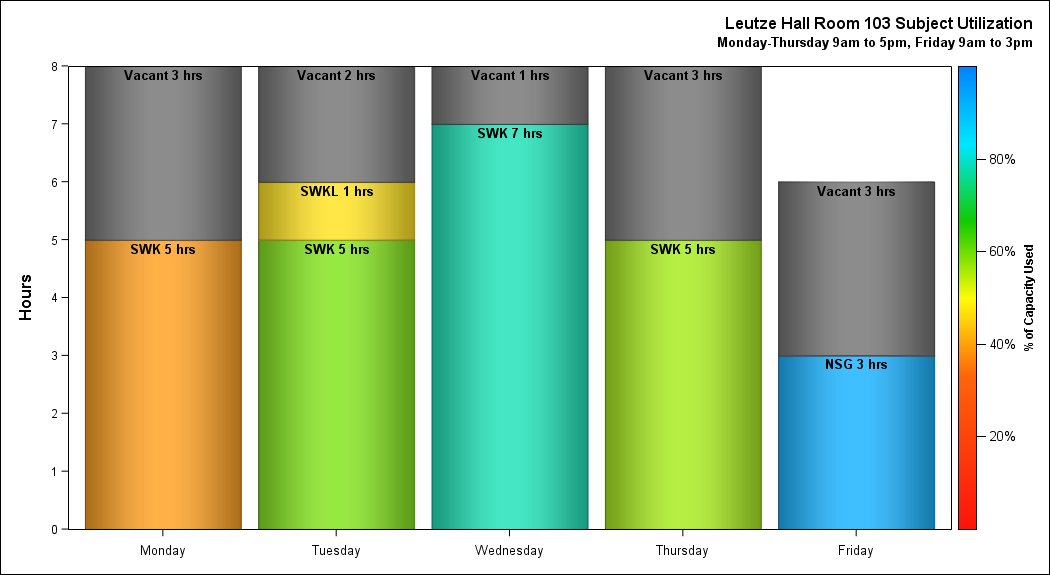 Leutze Hall Room 103 Subject Utilization
Monday-Thursday 9am to 5pm, Friday 9am to 3pm
8
7
6
5
4
3
2
1
0
Hours
Vacant 3 hrs
SWK 5 hrs
Vacant 2 hrs
SWKL 1 hrs
SWK 5 hrs
Vacant 1 hrs
SWK 7 hrs
Vacant 3 hrs
SWK 5 hrs
Vacant 3 hrs
NSG 3 hrs
Monday
Tuesday
Wednesday
Thursday
Friday
80%
60%
40%
20%
% of Capacity Used